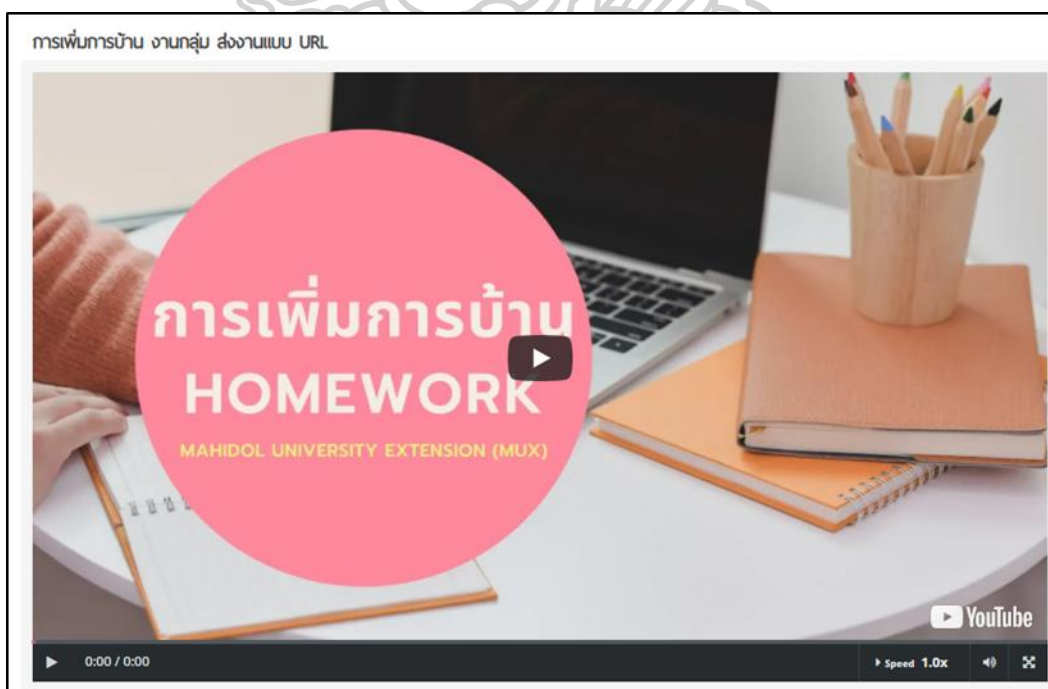 การเพิ่มการบ้าน งานกลุ่ม ส่งงานแบบ URL
การเพิ่มการบ้าน
HOMEWORK
MAHIDOL UNIVERSITY EXTENSION (MUX)
YouTube
0:00 / 0:00
Speed 1.0x